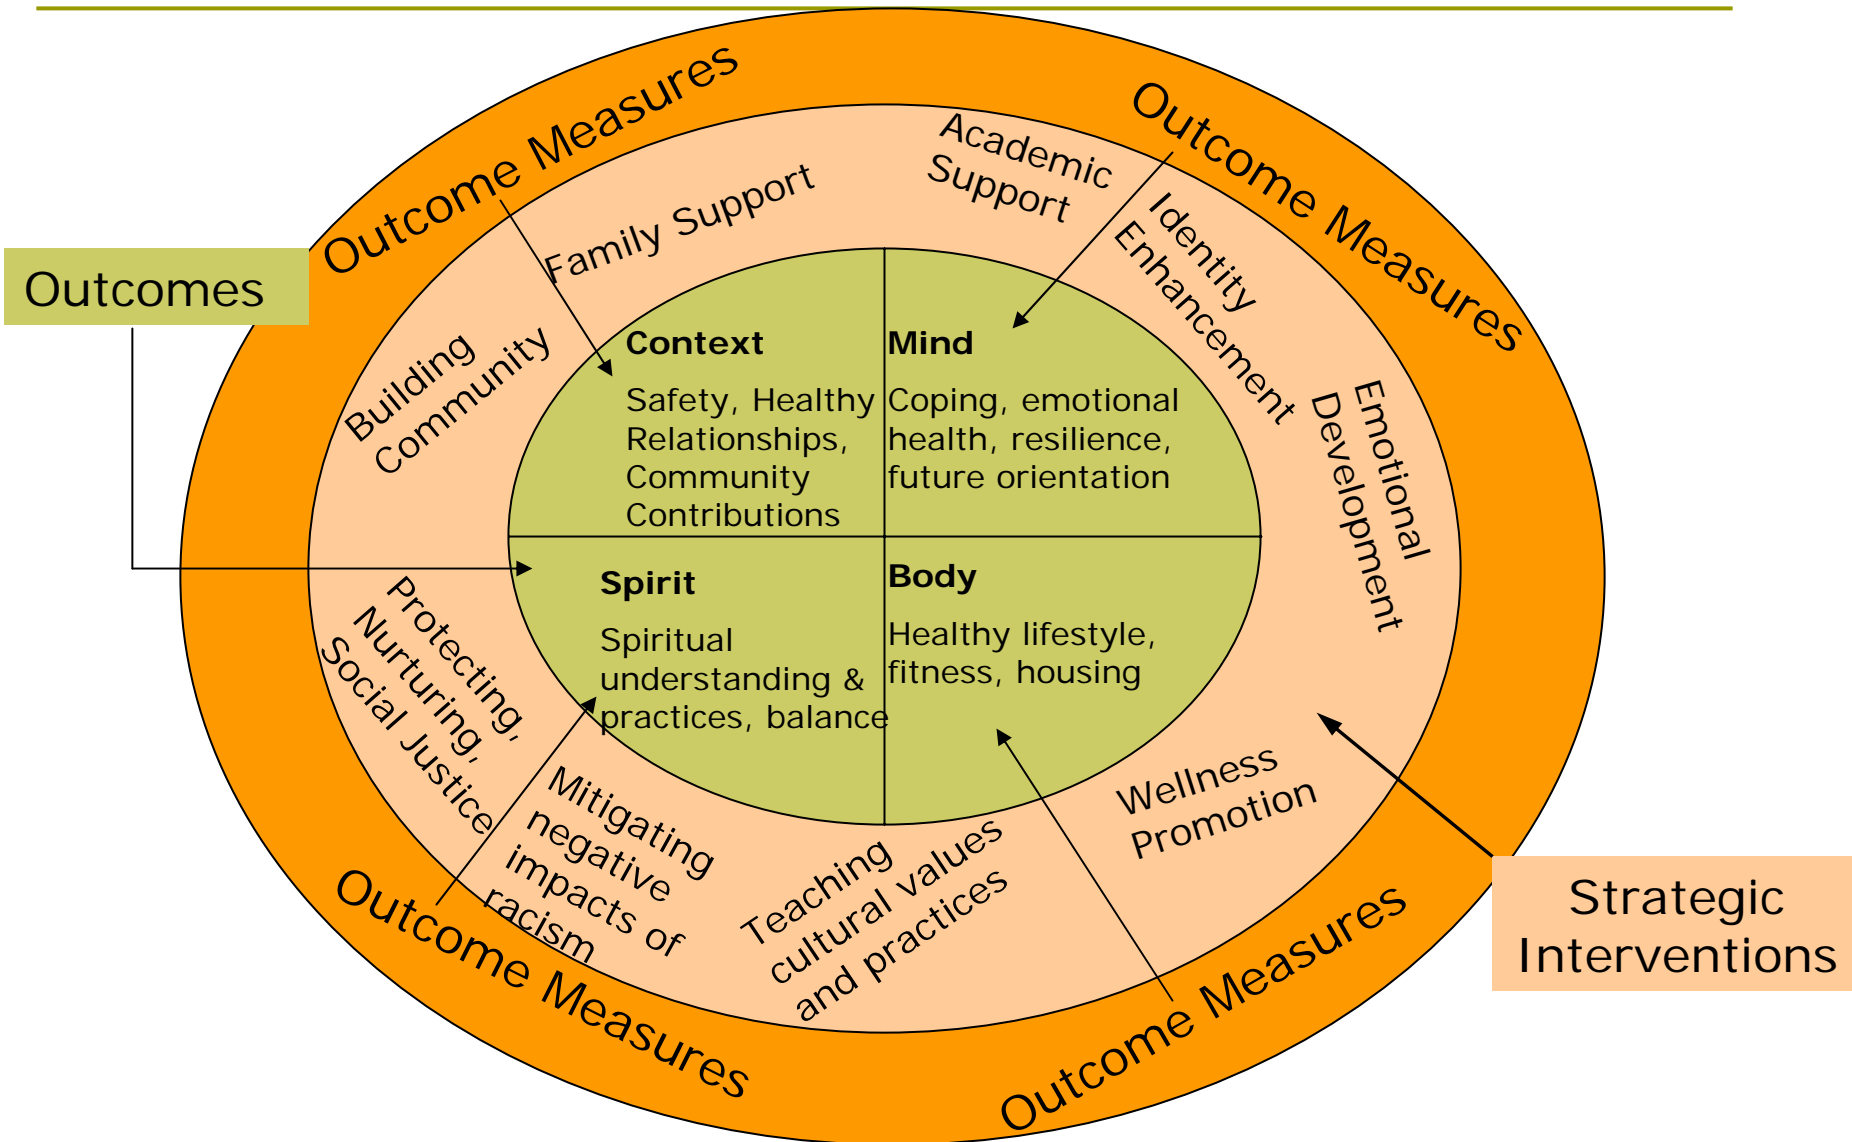 Outcome Measures
Outcome Measures
Academic
Support
Family Support
Identity
Enhancement
Outcomes
Building
Community
Emotional
Development
Context
Safety, Healthy
Relationships,
Community
Contributions
Mind
Coping, emotional
health, resilience,
future orientation
Spirit
Spiritual
understanding &
practices, balance
Body
Healthy lifestyle,
fitness, housing
Protecting,
Nurturing,
Social Justice
Mitigating
negative
impacts of
racism
Teaching
cultural values
and practices
Wellness
Promotion
Strategic
Interventions
Outcome Measures
Outcome Measures